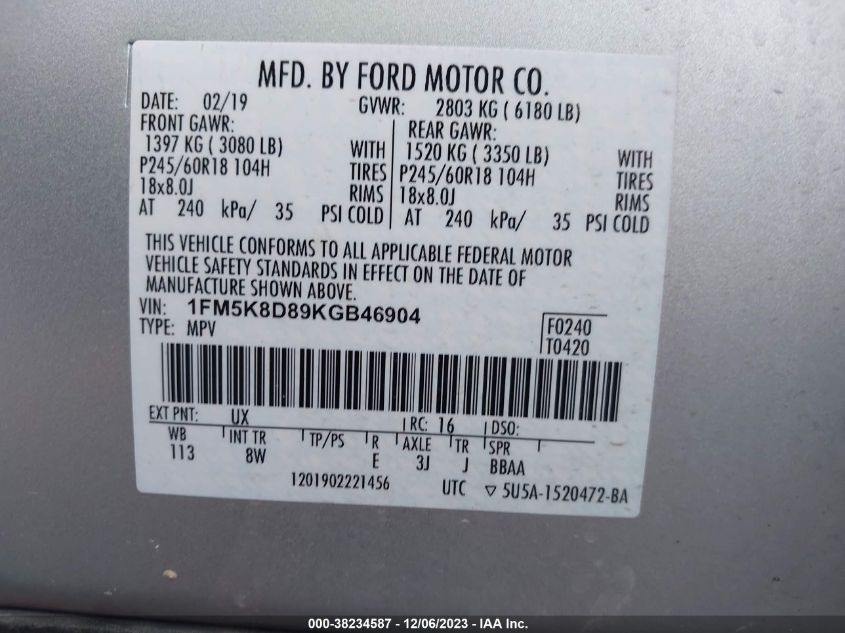 MFD. BY FORD MOTOR CO.
DATE: 02/19 GVWR: 2803 KG ( 6180 LB)
FRONT GAWR: REAR GAWR:
1397 KG ( 3080 LB) WITH 1520 KG ( 3350 LB) WITH
P245/60R18 104H TIRES P245/60R18 104H TIRES
18x8.0J RIMS 18x8.0J RIMS
AT 240 kPa/ 35 PSI COLD AT 240 kPa/ 35 PSI COLD
THIS VEHICLE CONFORMS TO ALL APPLICABLE FEDERAL MOTOR
VEHICLE SAFETY STANDARDS IN EFFECT ON THE DATE OF
MANUFACTURE SHOWN ABOVE.
VIN: 1FM5K8D89KGB46904
TYPE: MPV
F0240
T0420
EXT PNT: UX RC: 16 DSO:
WB INT TR TP/PS R AXLE TR SPR
113 8W E 3J J BBAA
1201902221456 UTC ▽ 5U5A-1520472-BA
000-38234587 - 12/06/2023 - IAA Inc.